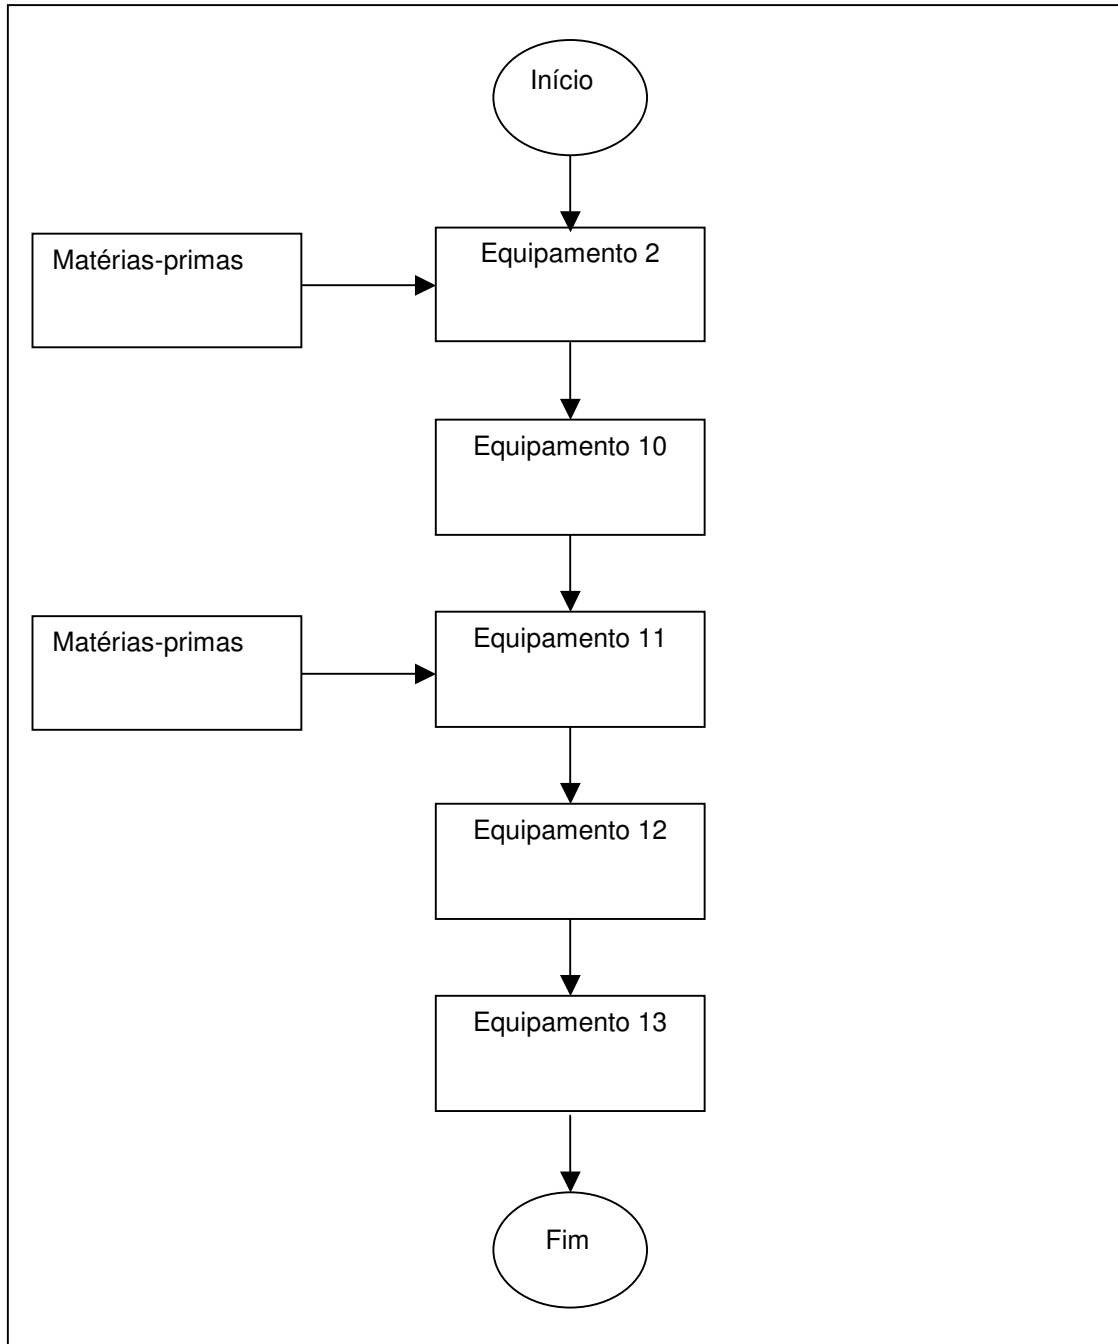 Início
Equipamento 2
Matérias-primas
Equipamento 10
Equipamento 11
Matérias-primas
Equipamento 12
Equipamento 13
Fim